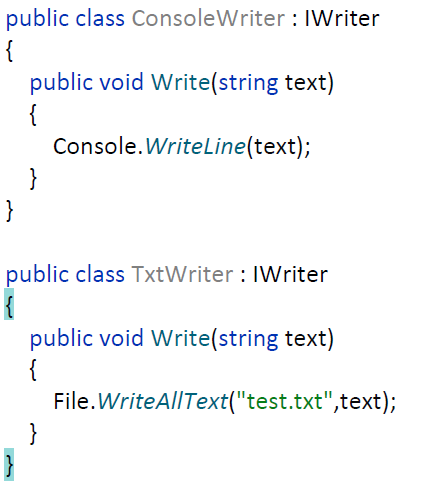 public class ConsoleWriter : IWriter
{
public void Write(string text)
{
Console.WriteLine(text);
}
}
public class TxtWriter : IWriter
{
public void Write(string text)
{
File.WriteAllText("test.txt",text);
}
}